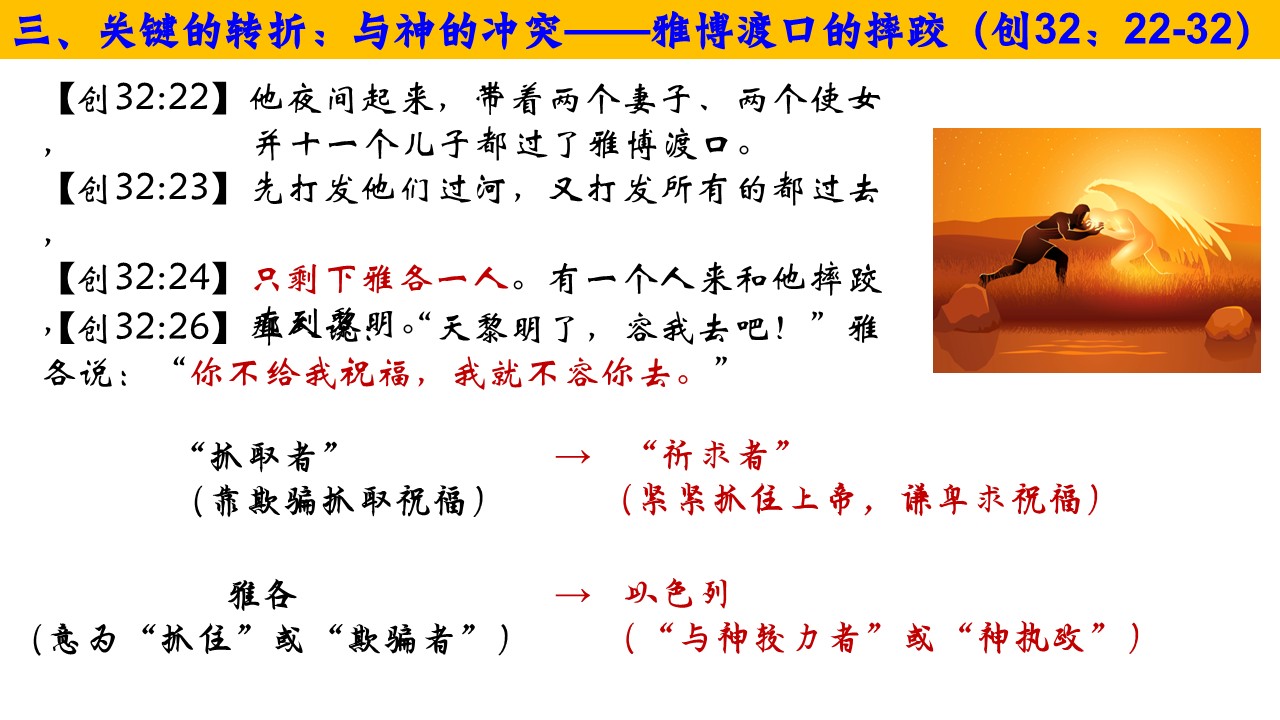 三、关键的转折：与神的冲突——雅博渡口的摔跤（创32：22-32）
【创32:22】他夜间起来，带着两个妻子、两个使女
，并十一个儿子都过了雅博渡口。
【创32:23】先打发他们过河，又打发所有的都过去
，
【创32:24】只剩下雅各一人。有一个人来和他摔跤
，直到黎明。
【创32:26】那人说：“天黎明了，容我去吧！”雅
各说：“你不给我祝福，我就不容你去。”
“抓取者” → “祈求者”
（靠欺骗抓取祝福） （紧紧抓住上帝，谦卑求祝福）
雅各 → 以色列
（意为“抓住”或“欺骗者”） （“与神较力者”或“神执政”）